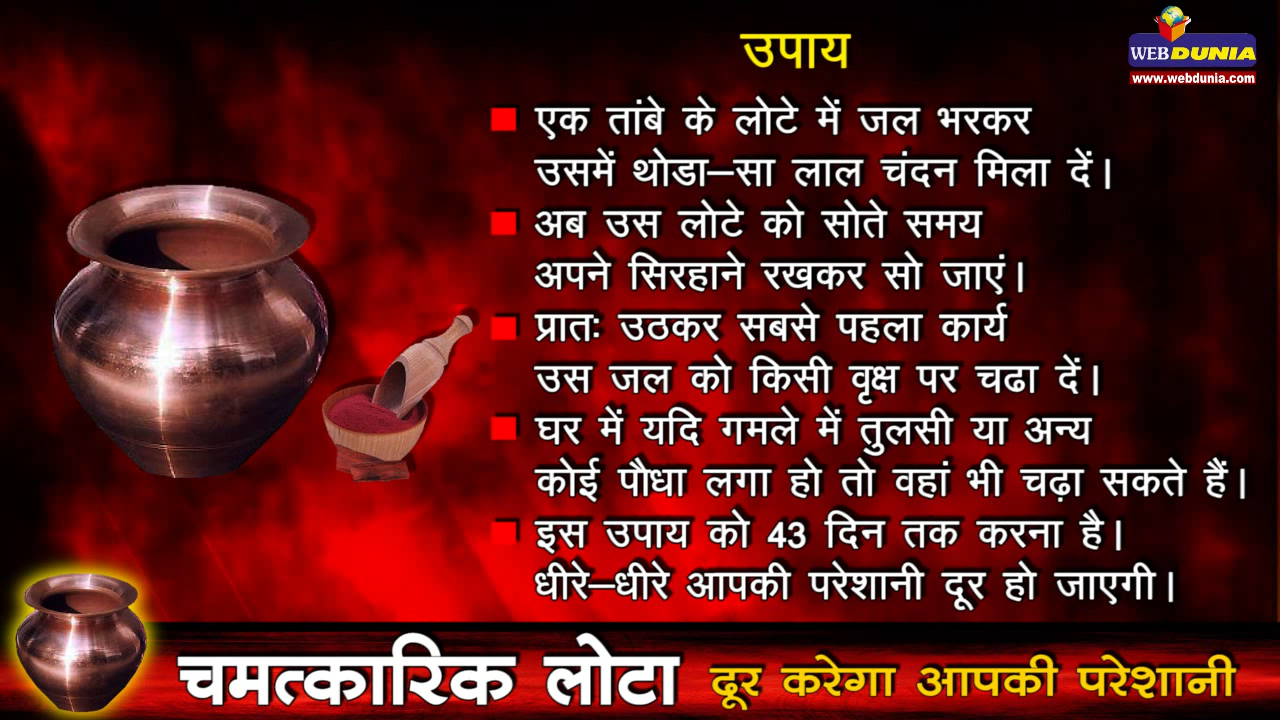 उपाय
WEBDUNIA
www.webdunia.com
एक तांबे के लोटे में जल भरकर
उसमें थोडा–सा लाल चंदन मिला दें।
अब उस लोटे को सोते समय
अपने सिरहाने रखकर सो जाएं।
प्रातः उठकर सबसे पहला कार्य
उस जल को किसी वृक्ष पर चढा दें।
घर में यदि गमले में तुलसी या अन्य
कोई पौधा लगा हो तो वहां भी चढ़ा सकते हैं।
इस उपाय को 43 दिन तक करना है।
धीरे–धीरे आपकी परेशानी दूर हो जाएगी।
चमत्कारिक लोटा दूर करेगा आपकी परेशानी